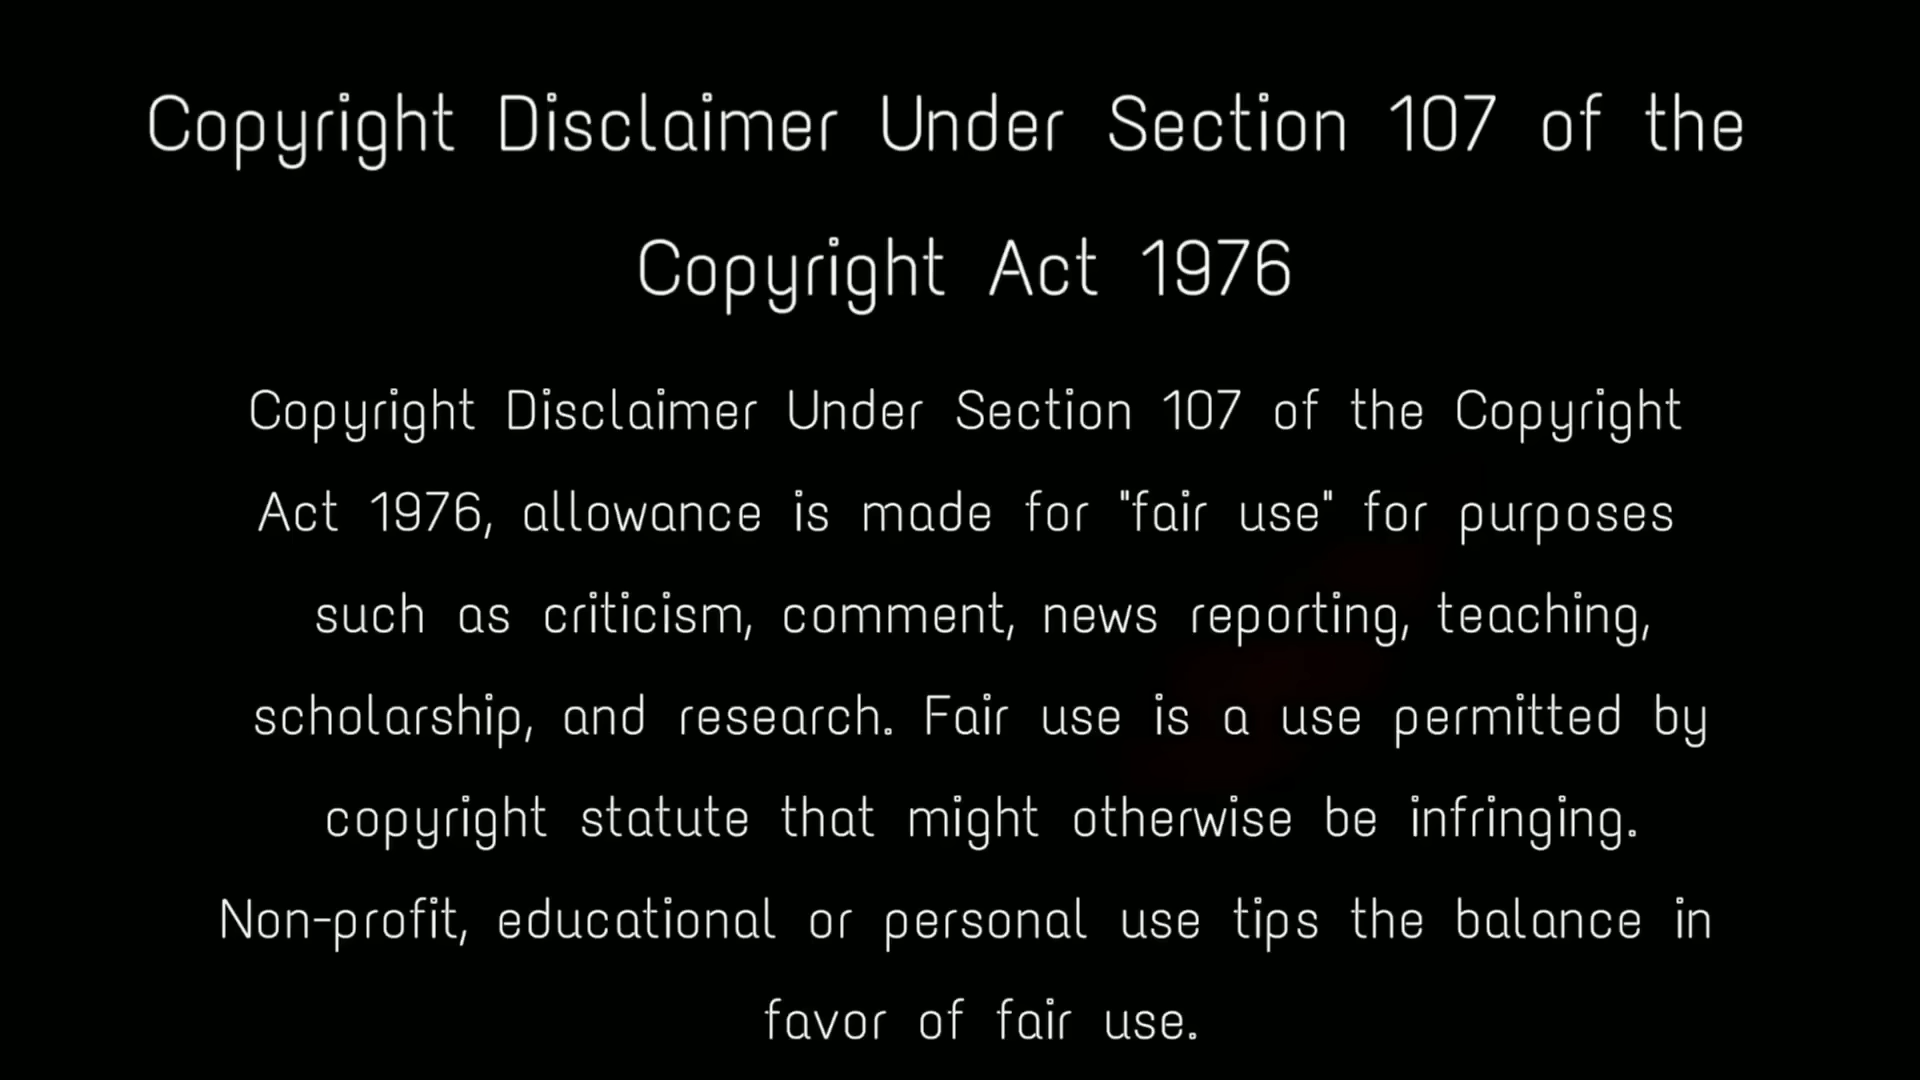 Copyright Disclaimer Under Section 107 of the
Copyright Act 1976
Copyright Disclaimer Under Section 107 of the Copyright
Act 1976, allowance is made for "fair use" for purposes
such as criticism, comment, news reporting, teaching,
scholarship, and research. Fair use is a use permitted by
copyright statute that might otherwise be infringing.
Non-profit, educational or personal use tips the balance in
favor of fair use.